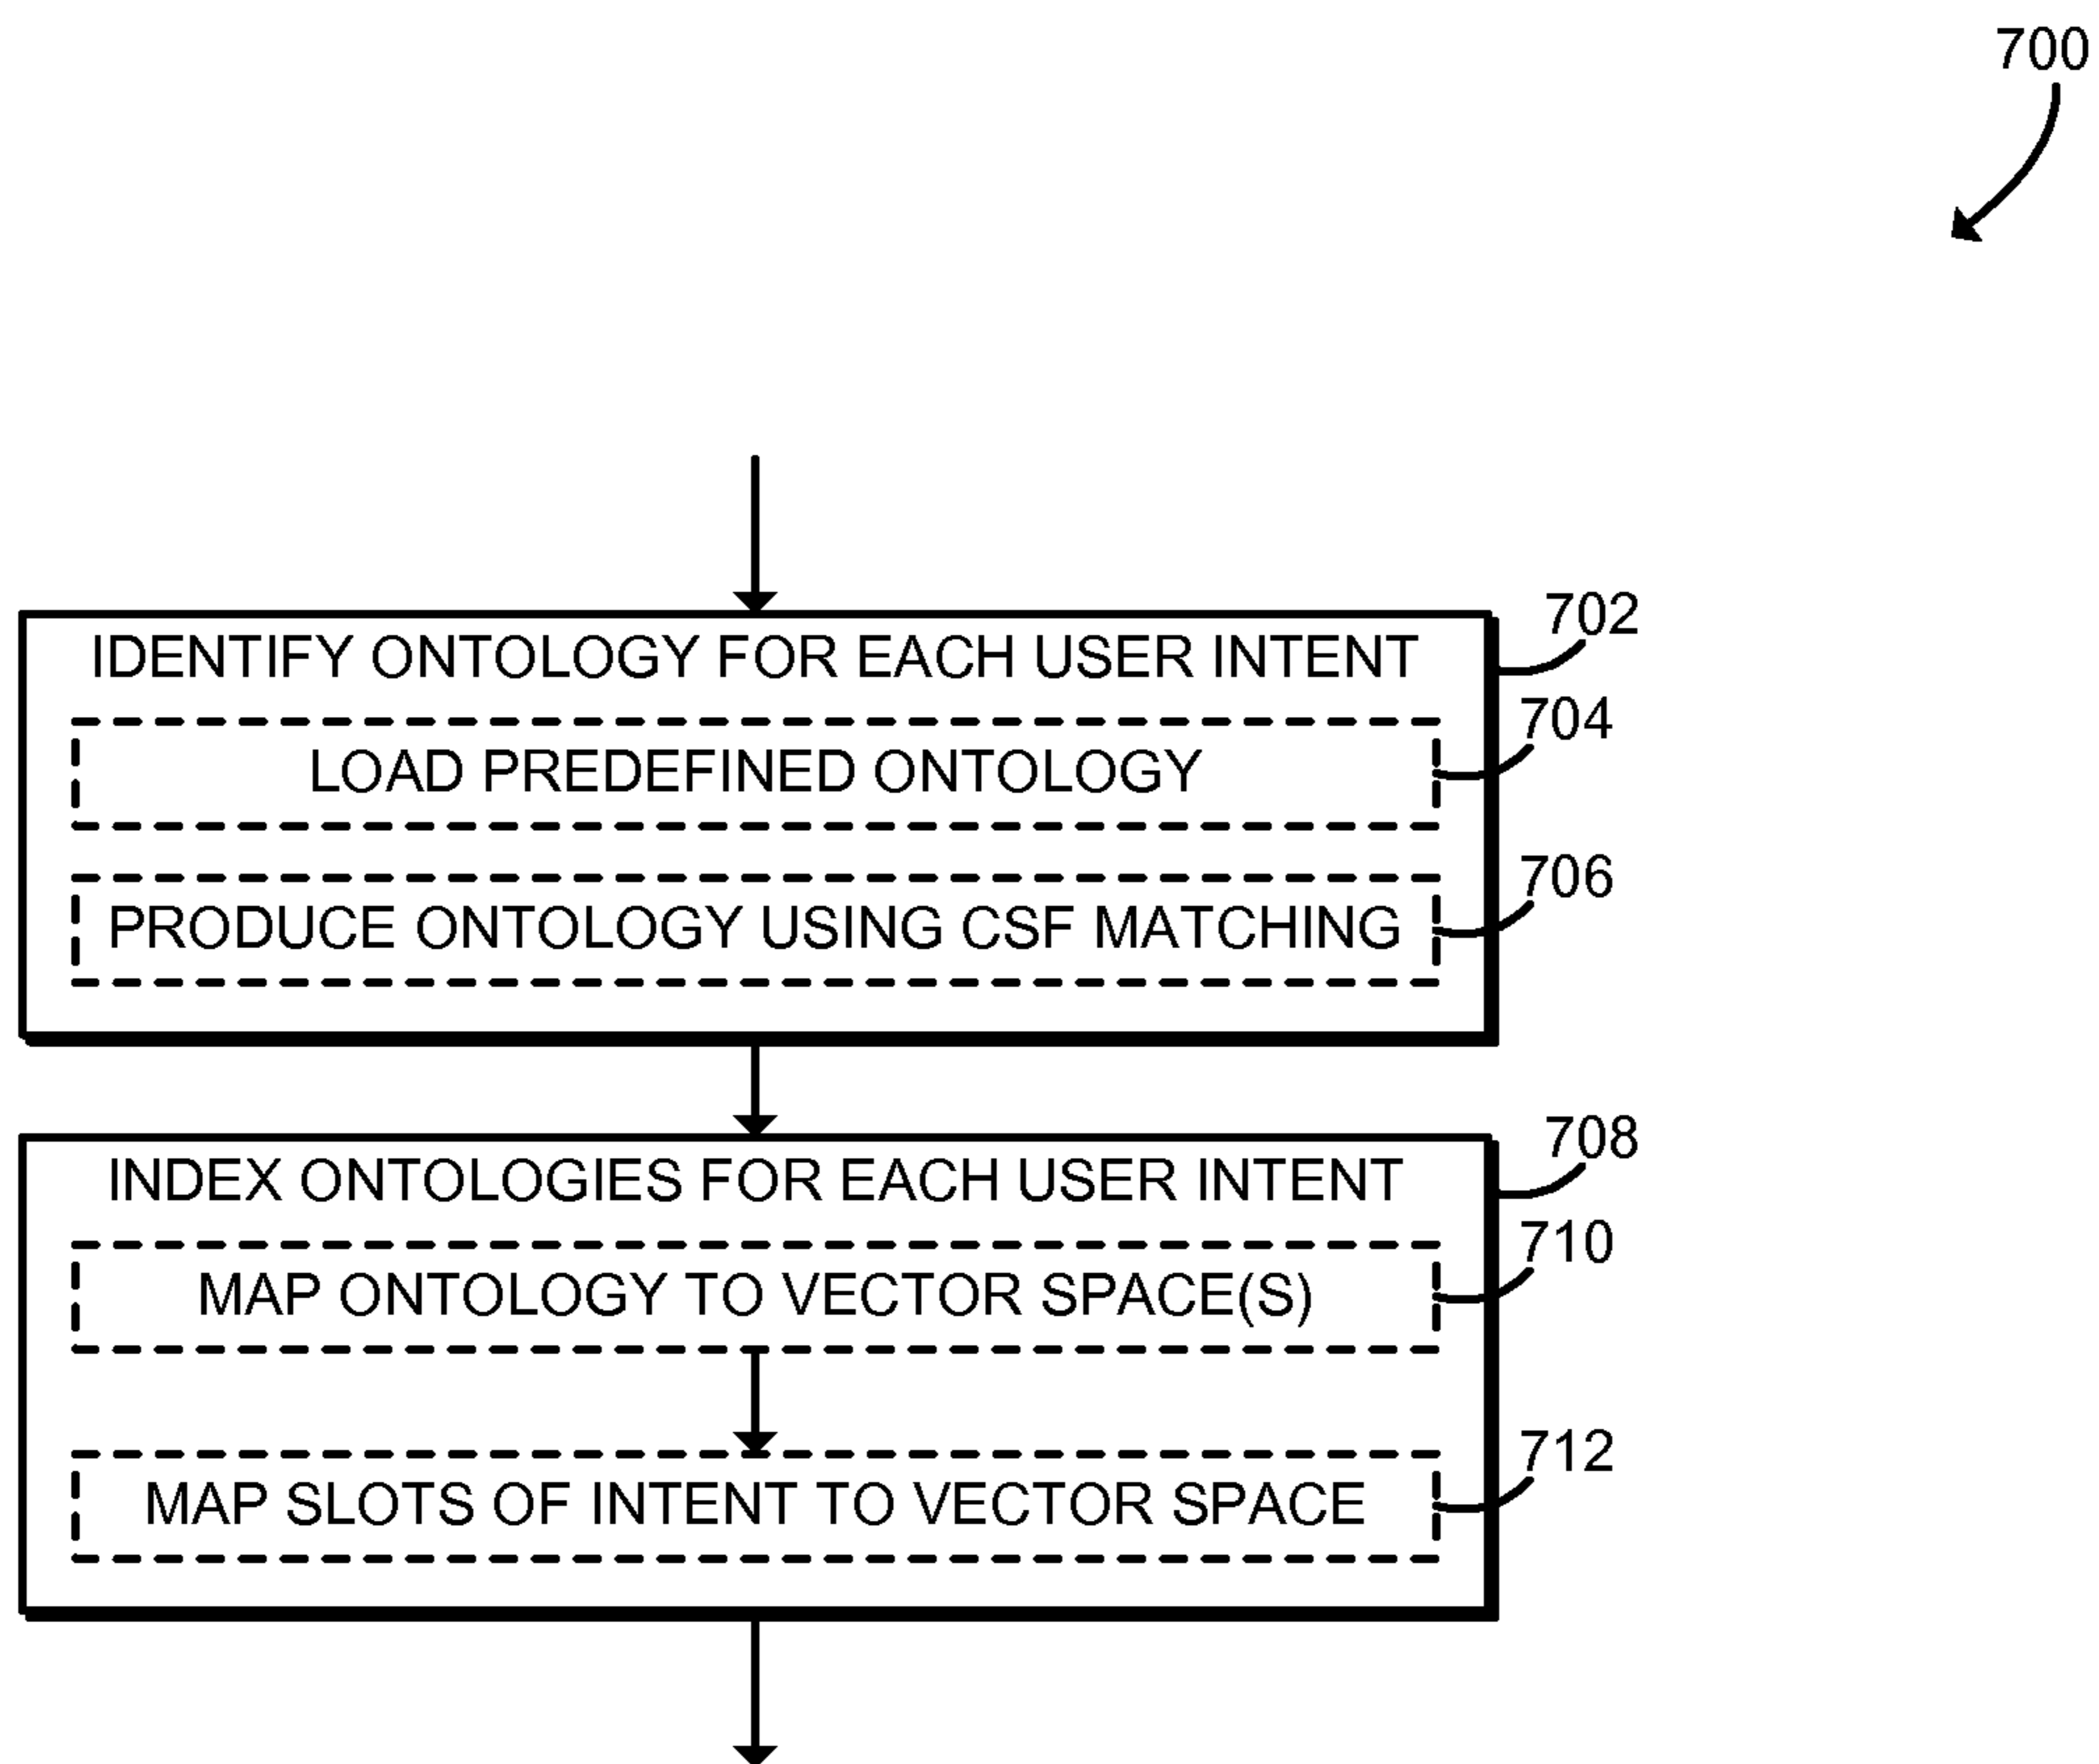 700
IDENTIFY ONTOLOGY FOR EACH USER INTENT
702
LOAD PREDEFINED ONTOLOGY
704
PRODUCE ONTOLOGY USING CSF MATCHING
706
INDEX ONTOLOGIES FOR EACH USER INTENT
708
MAP ONTOLOGY TO VECTOR SPACE(S)
710
MAP SLOTS OF INTENT TO VECTOR SPACE
712